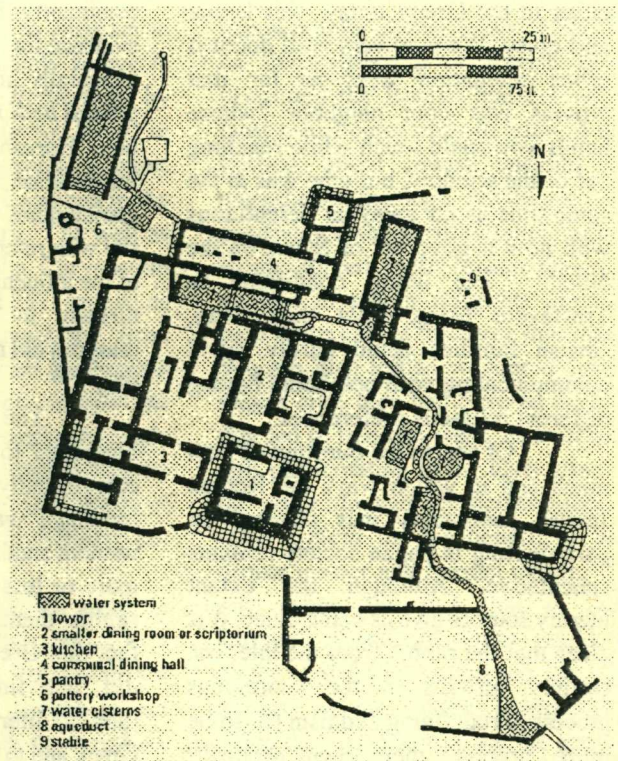 0 25 m.
0 75 ft.
N
5
6
4
7
9
7
2
3
1
8
water system
1 tower
2 smaller dining room or scriptorium
3 kitchen
4 communal dining hall
5 pantry
6 pottery workshop
7 water cisterns
8 aqueduct
9 stable